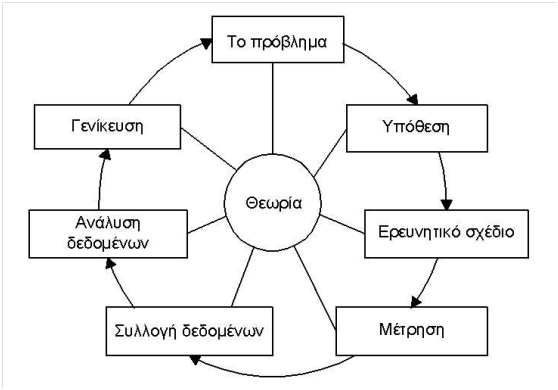 Το πρόβλημα
Υπόθεση
Ερευνητικό σχέδιο
Μέτρηση
Συλλογή δεδομένων
Ανάλυση
δεδομένων
Γενίκευση
Θεωρία